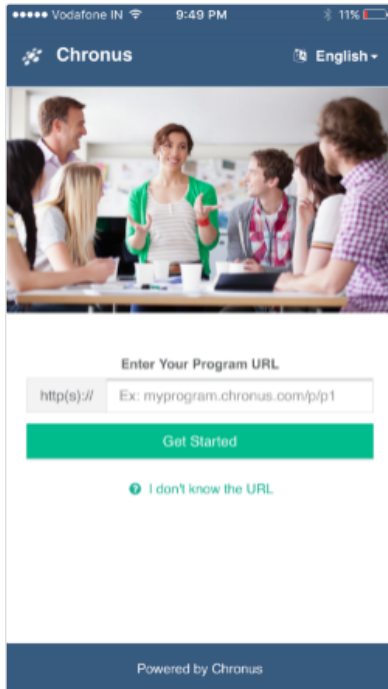 Vodafone IN 9:49 PM 11%
Chronus English
Enter Your Program URL
http(s):// Ex: myprogram.chronus.com/p/p1
Get Started
I don't know the URL
Powered by Chronus